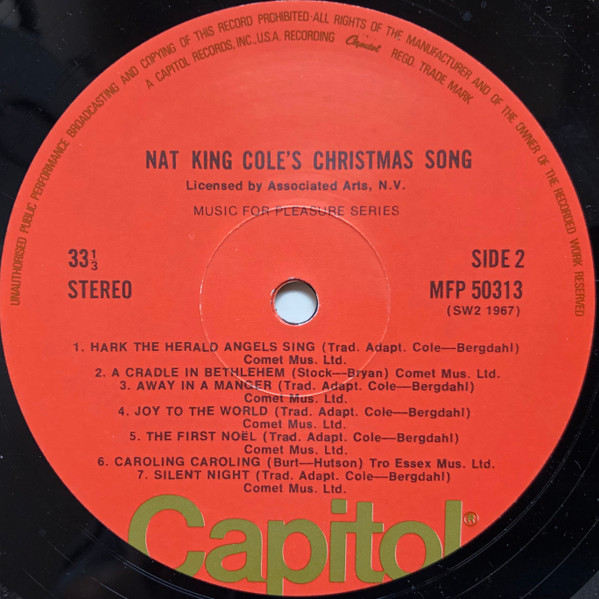 UNAUTHORISED PUBLIC PERFORMANCE BROADCASTING AND COPYING OF THIS RECORD PROHIBITED·ALL RIGHTS OF THE MANUFACTURER AND OF THE OWNER OF THE RECORDED WORK RESERVED
A CAPITOL RECORDS, INC., U.S.A. RECORDING Capitol REGD. TRADE MARK
NAT KING COLE'S CHRISTMAS SONG
Licensed by Associated Arts, N.V.
MUSIC FOR PLEASURE SERIES
33⅓ SIDE 2
STEREO MFP 50313
(SW2 1967)
1. HARK THE HERALD ANGELS SING (Trad. Adapt. Cole—Bergdahl)
Comet Mus. Ltd.
2. A CRADLE IN BETHLEHEM (Stock—Bryan) Comet Mus. Ltd.
3. AWAY IN A MANGER (Trad. Adapt. Cole—Bergdahl)
Comet Mus. Ltd.
4. JOY TO THE WORLD (Trad. Adapt. Cole—Bergdahl)
Comet Mus. Ltd.
5. THE FIRST NOËL (Trad. Adapt. Cole—Bergdahl)
Comet Mus. Ltd.
6. CAROLING CAROLING (Burt—Hutson) Tro Essex Mus. Ltd.
7. SILENT NIGHT (Trad. Adapt. Cole—Bergdahl)
Comet Mus. Ltd.
Capitol®